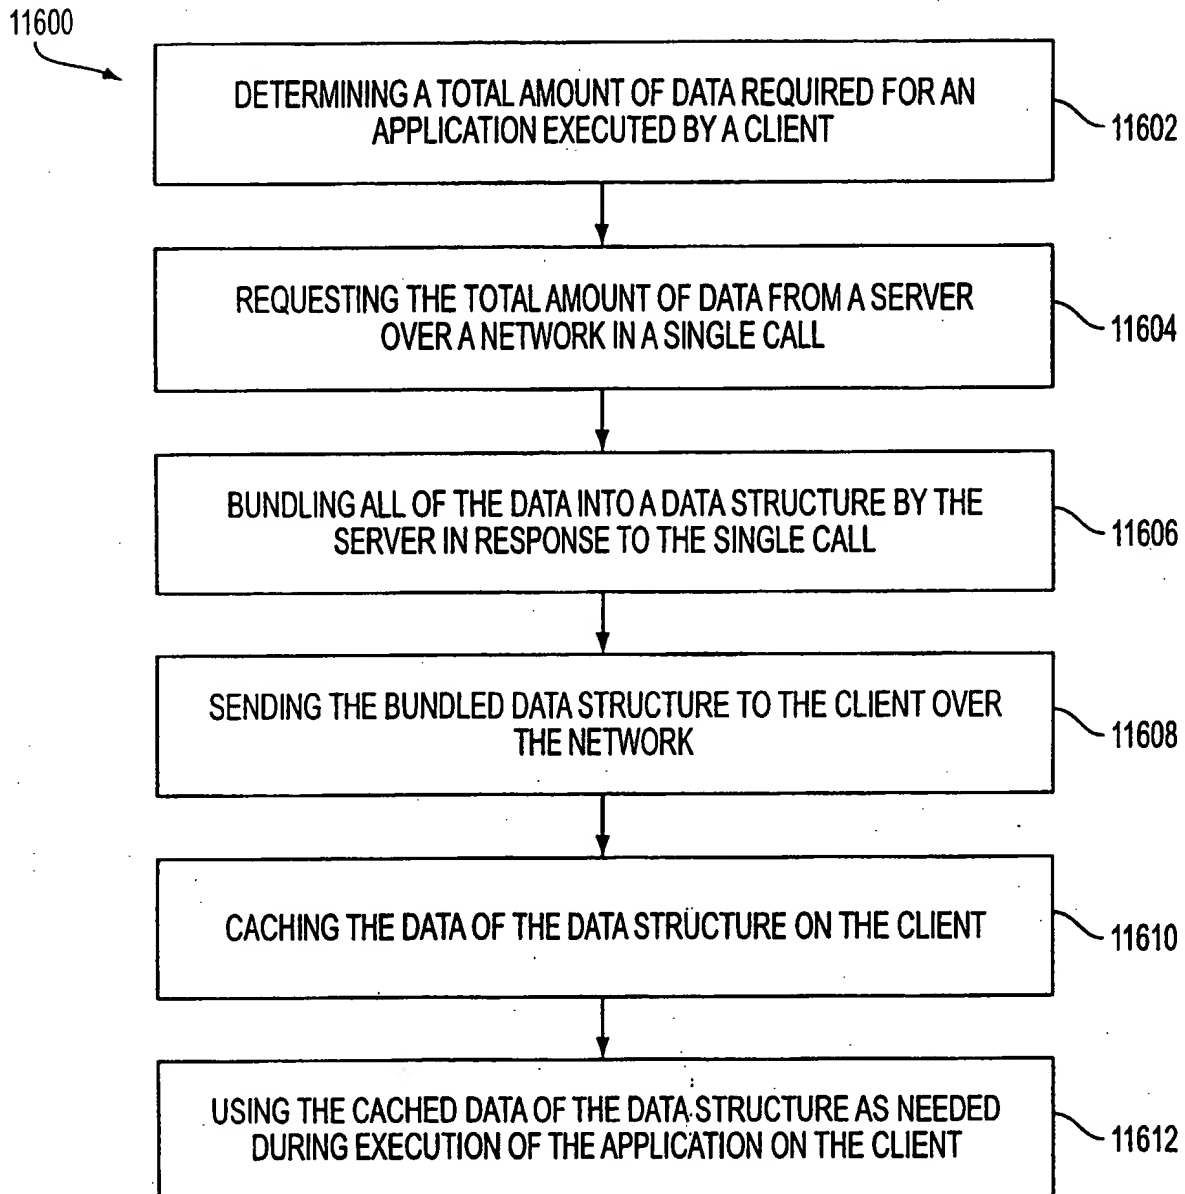 11600
DETERMINING A TOTAL AMOUNT OF DATA REQUIRED FOR AN
APPLICATION EXECUTED BY A CLIENT
11602
REQUESTING THE TOTAL AMOUNT OF DATA FROM A SERVER
OVER A NETWORK IN A SINGLE CALL
11604
BUNDLING ALL OF THE DATA INTO A DATA STRUCTURE BY THE
SERVER IN RESPONSE TO THE SINGLE CALL
11606
SENDING THE BUNDLED DATA STRUCTURE TO THE CLIENT OVER
THE NETWORK
11608
CACHING THE DATA OF THE DATA STRUCTURE ON THE CLIENT
11610
USING THE CACHED DATA OF THE DATA STRUCTURE AS NEEDED
DURING EXECUTION OF THE APPLICATION ON THE CLIENT
11612